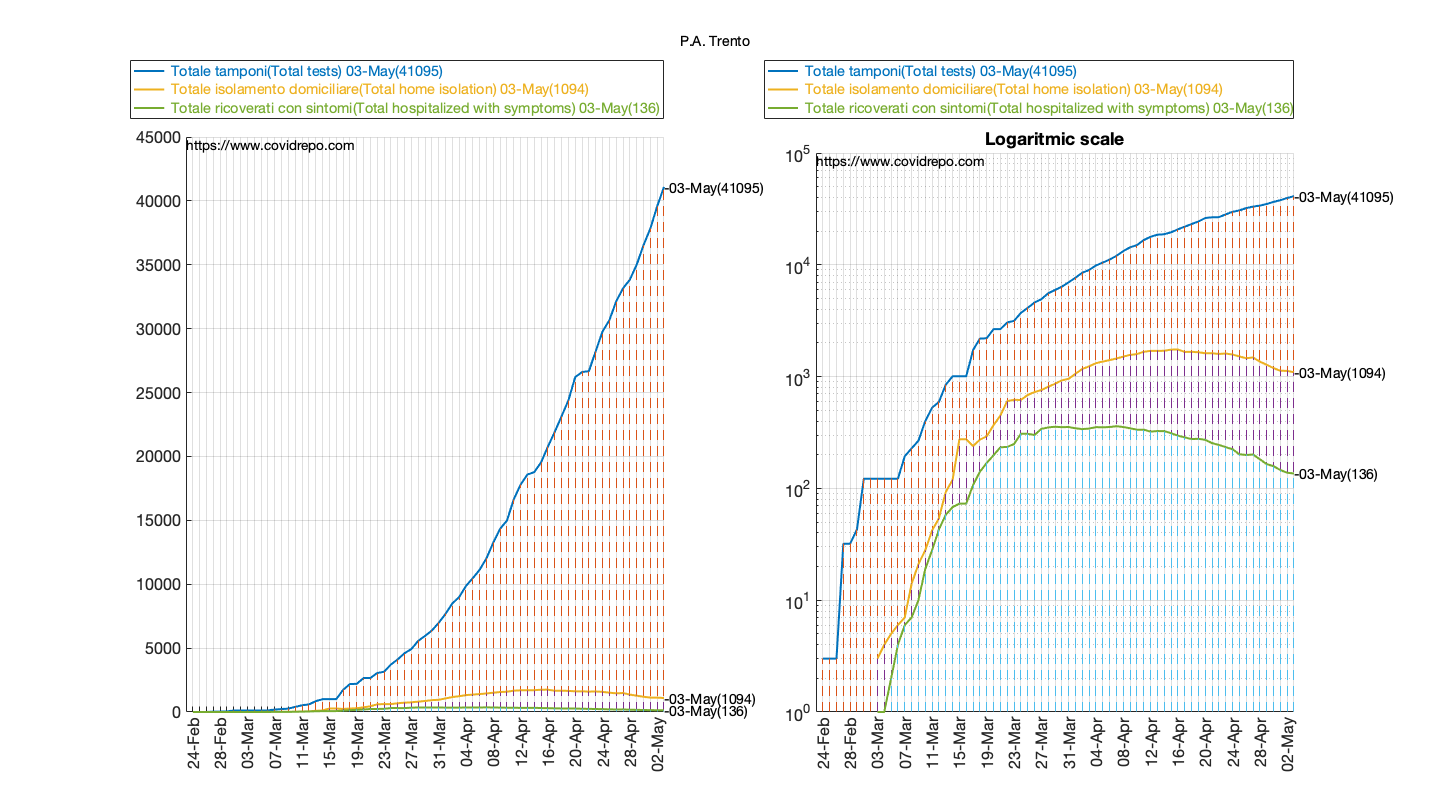 P.A. Trento
Totale tamponi(Total tests) 03-May(41095)
Totale isolamento domiciliare(Total home isolation) 03-May(1094)
Totale ricoverati con sintomi(Total hospitalized with symptoms) 03-May(136)
45000
https://www.covidrepo.com
40000
35000
30000
25000
20000
15000
10000
5000
0
-03-May(41095)
-03-May(1094)
-03-May(136)
24-Feb
28-Feb
03-Mar
07-Mar
11-Mar
15-Mar
19-Mar
23-Mar
27-Mar
31-Mar
04-Apr
08-Apr
12-Apr
16-Apr
20-Apr
24-Apr
28-Apr
02-May
Totale tamponi(Total tests) 03-May(41095)
Totale isolamento domiciliare(Total home isolation) 03-May(1094)
Totale ricoverati con sintomi(Total hospitalized with symptoms) 03-May(136)
Logaritmic scale
10^5
https://www.covidrepo.com
10^4
10^3
10^2
10^1
10^0
-03-May(41095)
-03-May(1094)
-03-May(136)
24-Feb
28-Feb
03-Mar
07-Mar
11-Mar
15-Mar
19-Mar
23-Mar
27-Mar
31-Mar
04-Apr
08-Apr
12-Apr
16-Apr
20-Apr
24-Apr
28-Apr
02-May